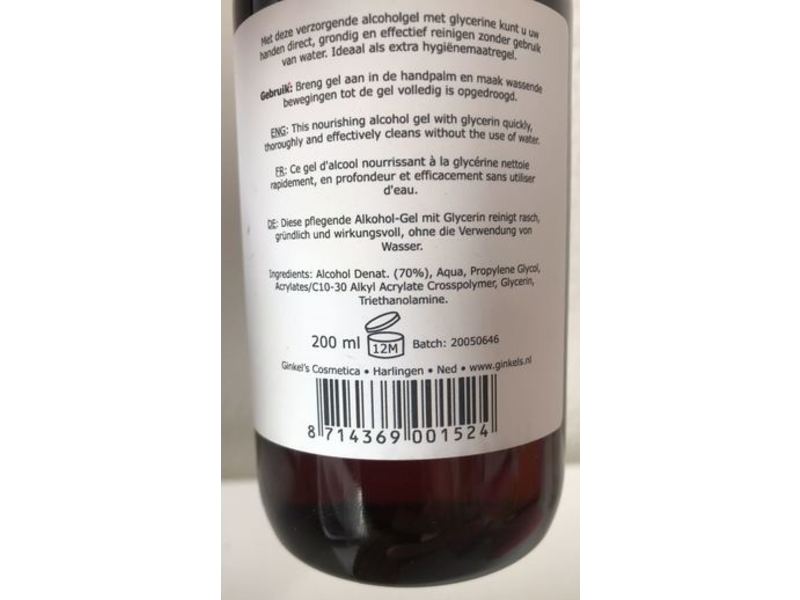 Met deze verzorgende alcoholgel met glycerine kunt u uw
handen direct, grondig en effectief reinigen zonder gebruik
van water. Ideaal als extra hygiënemaatregel.
Gebruik: Breng gel aan in de handpalm en maak wassende
bewegingen tot de gel volledig is opgedroogd.
ENG: This nourishing alcohol gel with glycerin quickly,
thoroughly and effectively cleans without the use of water.
FR: Ce gel d'alcool nourrissant à la glycérine nettoie
rapidement, en profondeur et efficacement sans utiliser
d'eau.
DE: Diese pflegende Alkohol-Gel mit Glycerin reinigt rasch,
gründlich und wirkungsvoll, ohne die Verwendung von
Wasser.
Ingredients: Alcohol Denat. (70%), Aqua, Propylene Glycol,
Acrylates/C10-30 Alkyl Acrylate Crosspolymer, Glycerin,
Triethanolamine.
200 ml 12M Batch: 20050646
Ginkel's Cosmetica • Harlingen • Ned • www.ginkels.nl
8 714369 001524